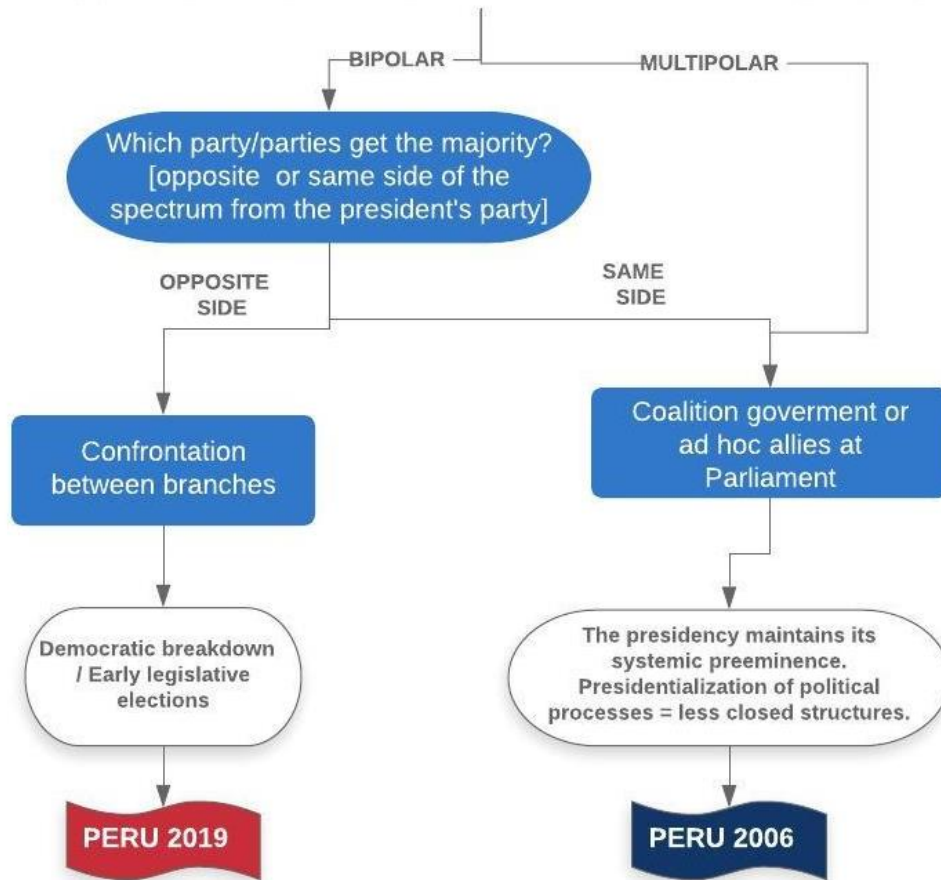 BIPOLAR
MULTIPOLAR
Which party/parties get the majority?
[opposite or same side of the
spectrum from the president's party]
OPPOSITE
SIDE
SAME
SIDE
Confrontation
between branches
Coalition goverment or
ad hoc allies at
Parliament
Democratic breakdown
/ Early legislative
elections
The presidency maintains its
systemic preeminence.
Presidentialization of political
processes = less closed structures.
PERU 2019
PERU 2006